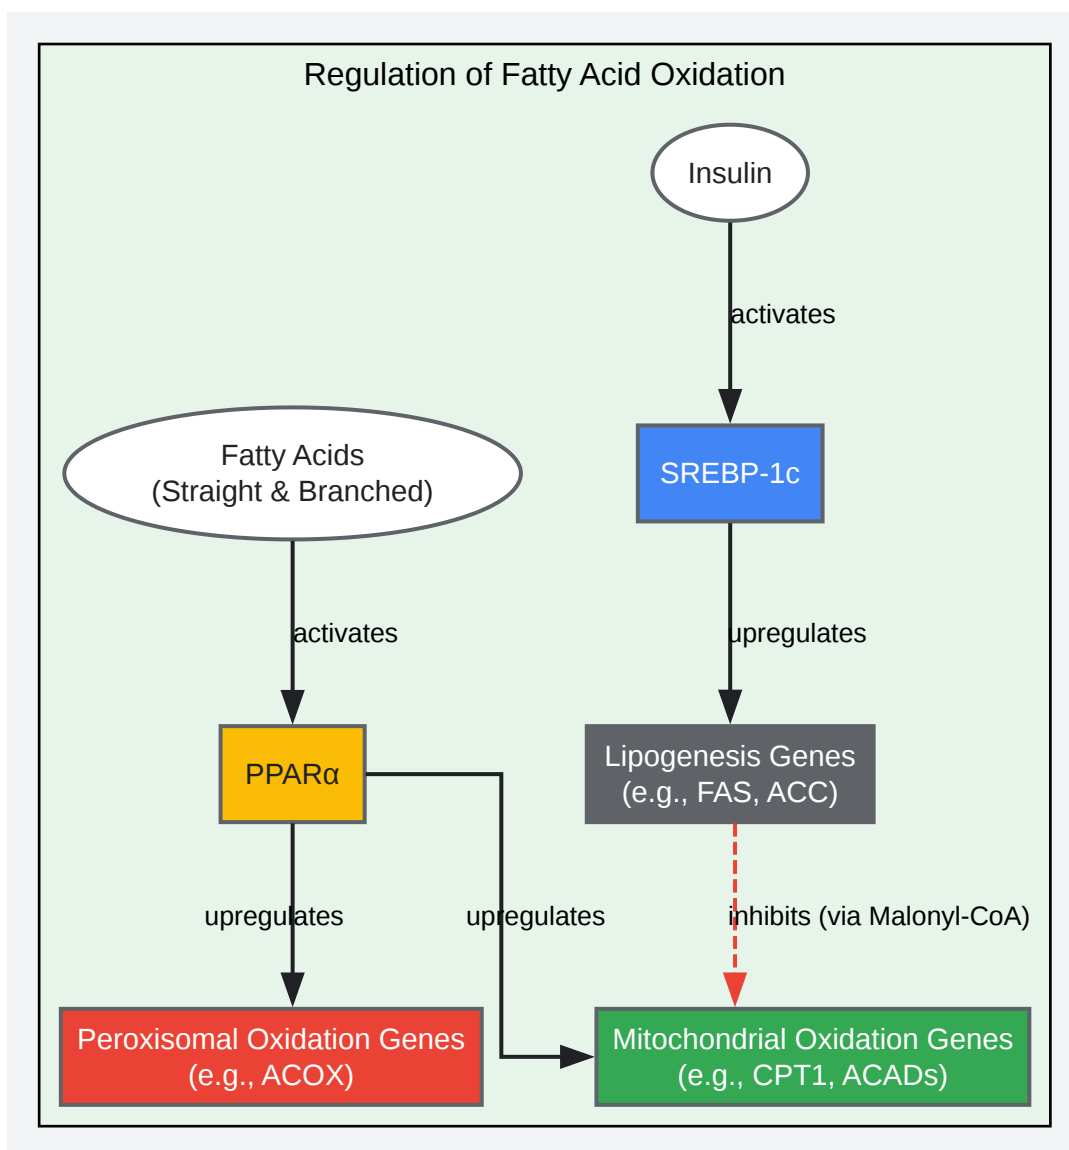 Regulation of Fatty Acid Oxidation
Insulin
activates
Fatty Acids
(Straight & Branched)
SREBP-1c
activates
upregulates
PPARα
Lipogenesis Genes
(e.g., FAS, ACC)
upregulates
upregulates
inhibits (via Malonyl-CoA)
Peroxisomal Oxidation Genes
(e.g., ACOX)
Mitochondrial Oxidation Genes
(e.g., CPT1, ACADs)